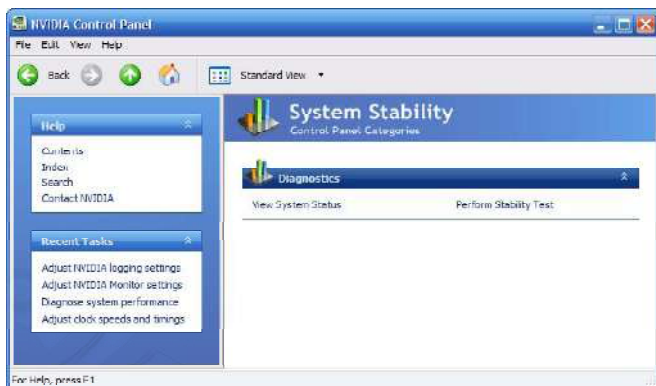 NVIDIA Control Panel
File Edit View Help
Back Standard View
System Stability
Control Panel Categories
Help
Contents
Index
Search
Contact NVIDIA
Diagnostics
View System Status Perform Stability Test
Recent Tasks
Adjust NVIDIA logging settings
Adjust NVIDIA Monitor settings
Diagnose system performance
Adjust clock speeds and timings
For Help, press F1